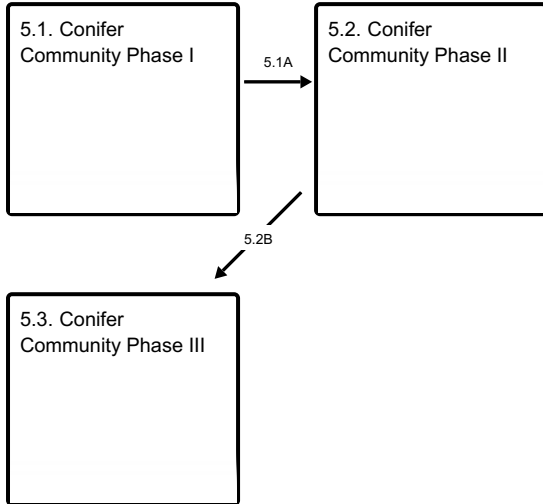 5.1. Conifer
Community Phase I
5.1A
5.2. Conifer
Community Phase II
5.2B
5.3. Conifer
Community Phase III